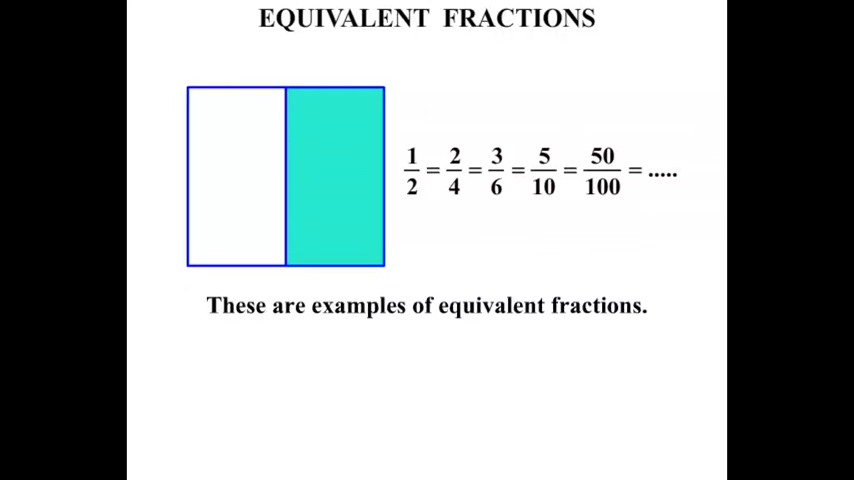 EQUIVALENT FRACTIONS
1/2 = 2/4 = 3/6 = 5/10 = 50/100 = .....
These are examples of equivalent fractions.